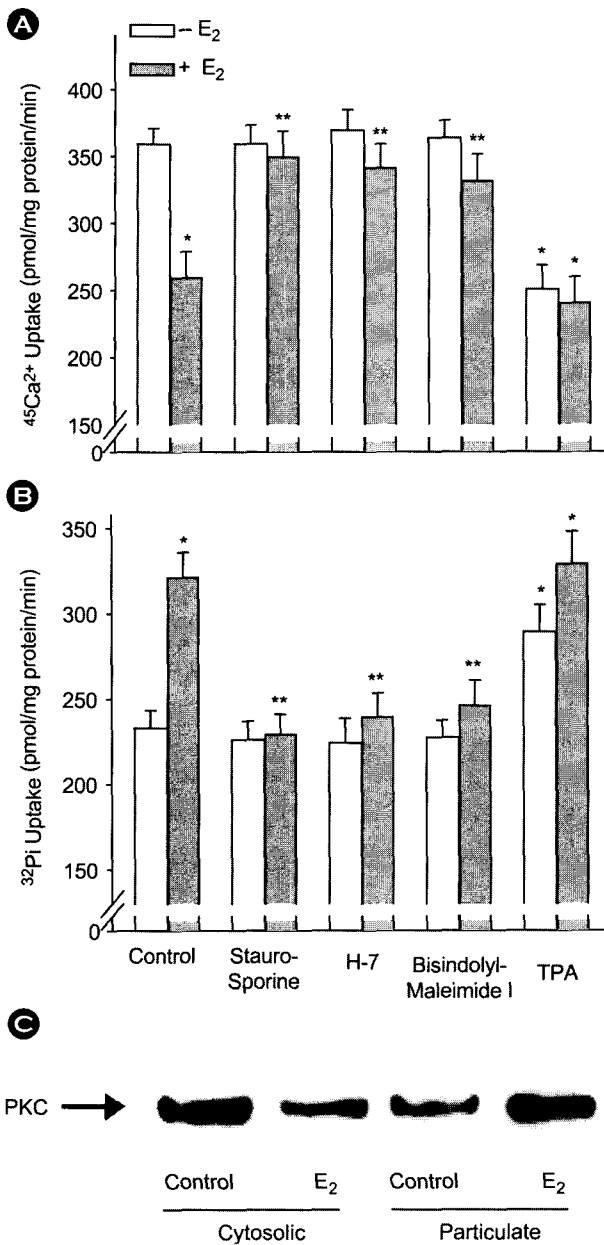 A
− E₂
+ E₂
⁴⁵Ca²⁺ Uptake (pmol/mg protein/min)
400
350
300
250
200
150
0
*
**
**
**
*
*
B
³²Pi Uptake (pmol/mg protein/min)
350
300
250
200
150
0
*
**
**
**
*
*
Control
Stauro-
Sporine
H-7
Bisindolyl-
Maleimide I
TPA
C
PKC
Control
E₂
Control
E₂
Cytosolic
Particulate